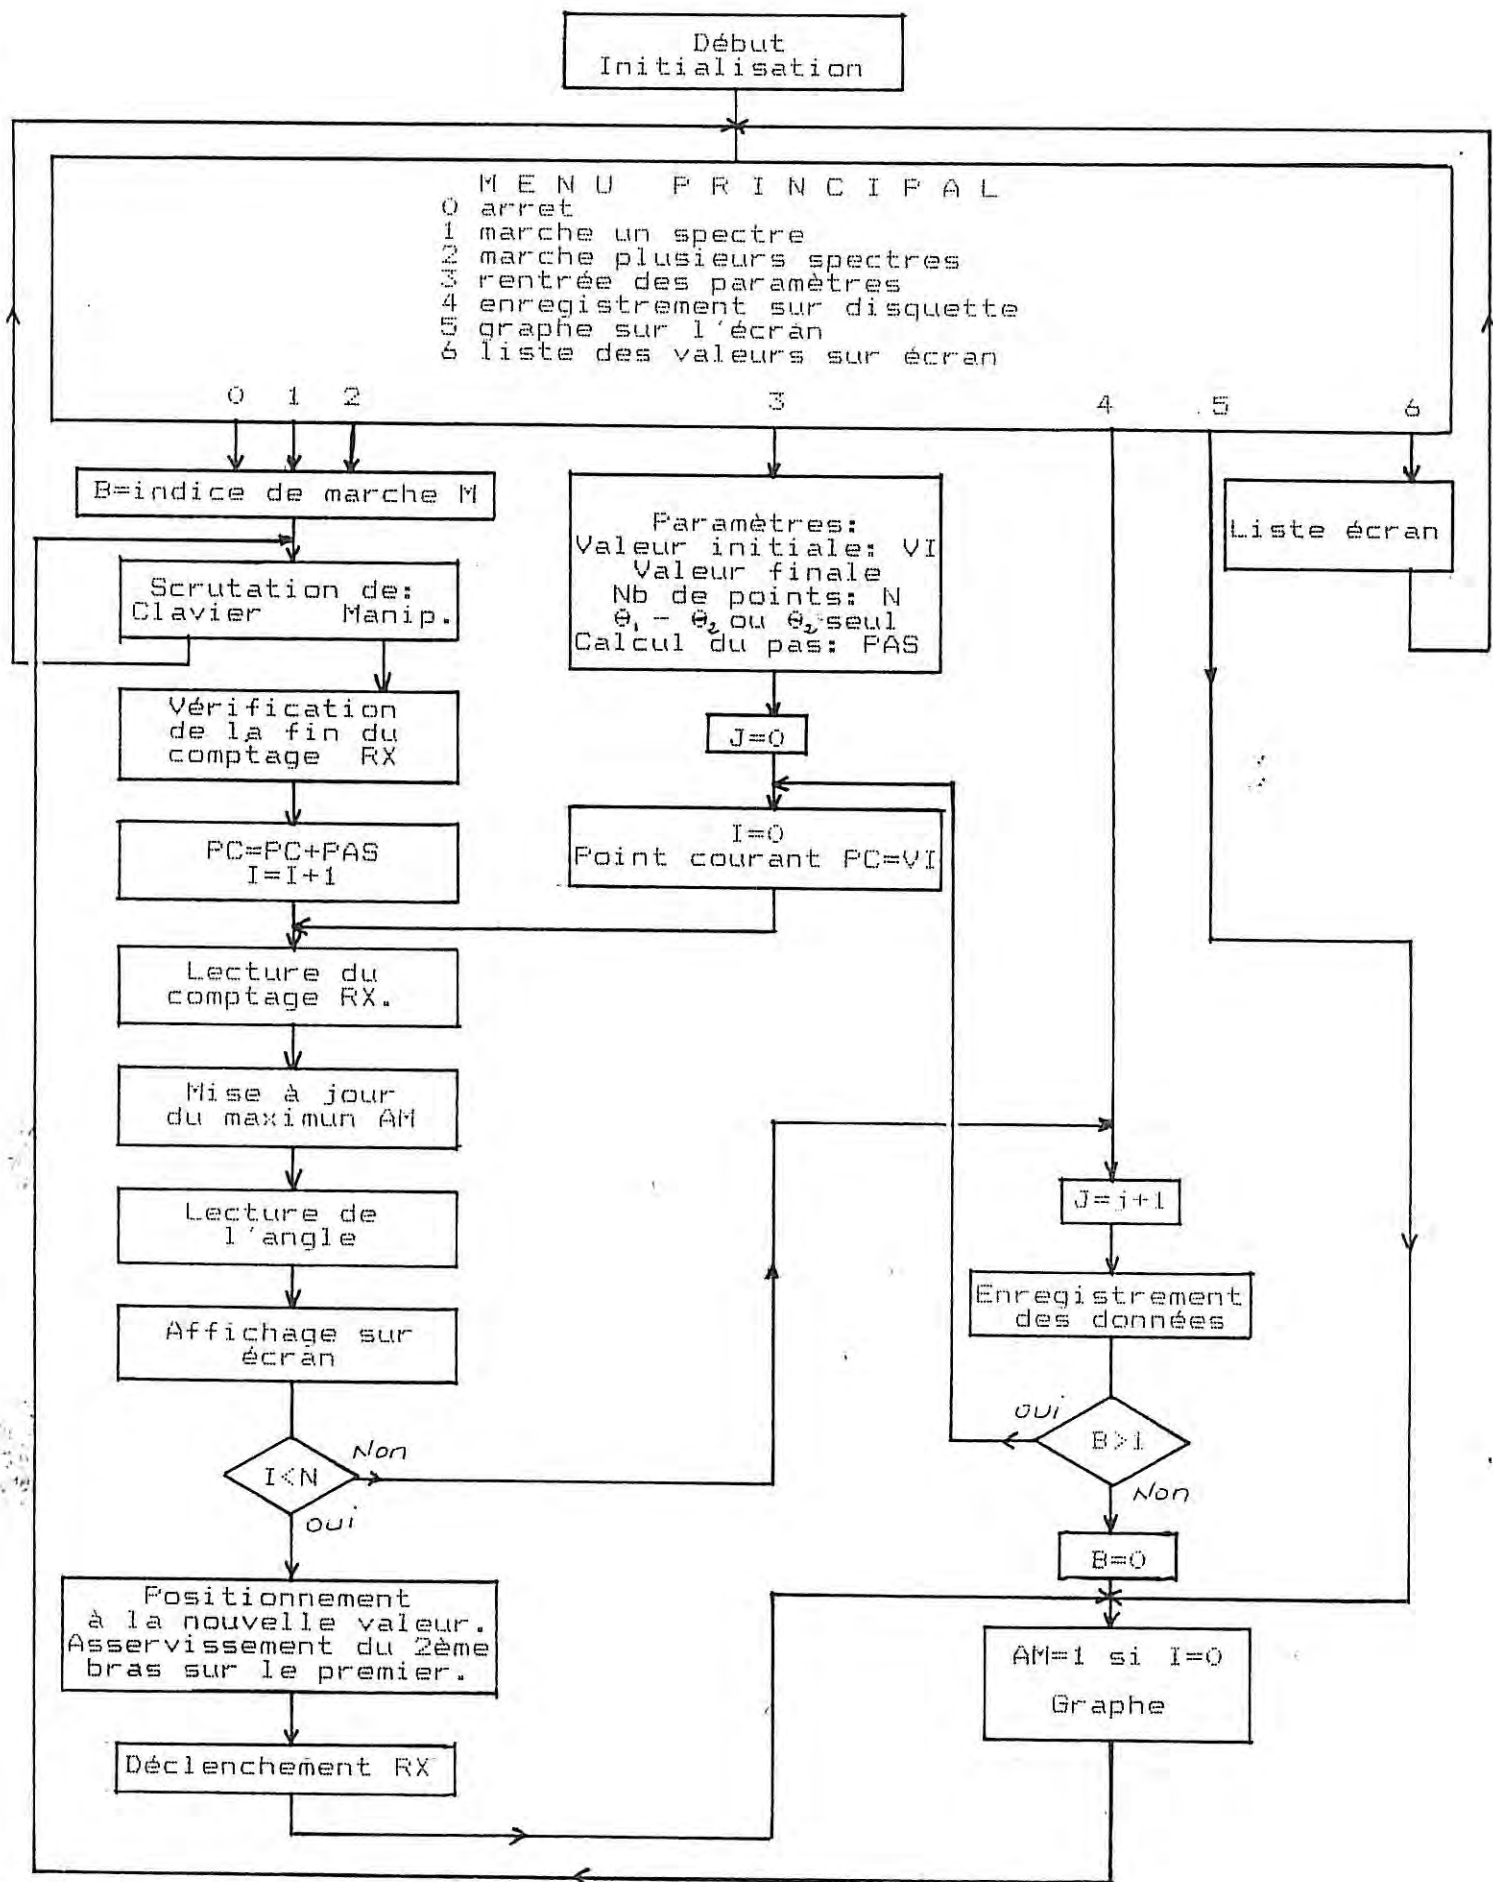 Début
Initialisation
MENU PRINCIPAL
0 arret
1 marche un spectre
2 marche plusieurs spectres
3 rentrée des paramètres
4 enregistrement sur disquette
5 graphe sur l'écran
6 liste des valeurs sur écran
0 1 2 3 4 5 6
B=indice de marche M
Scrutation de:
Clavier Manip.
Vérification
de la fin du
comptage RX
PC=PC+PAS
I=I+1
Lecture du
comptage RX.
Mise à jour
du maximun AM
Lecture de
l'angle
Affichage sur
écran
I<N
Non
oui
Positionnement
à la nouvelle valeur.
Asservissement du 2ème
bras sur le premier.
Déclenchement RX
Paramètres:
Valeur initiale: VI
Valeur finale
Nb de points: N
θ₁ - θ₂ ou θ₂ seul
Calcul du pas: PAS
J=0
I=0
Point courant PC=VI
Liste écran
J=j+1
Enregistrement
des données
oui
B>1
Non
B=0
AM=1 si I=0
Graphe